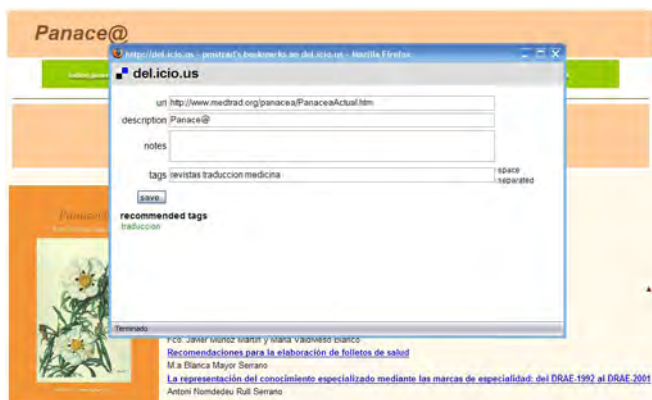 Panace@
http://del.icio.us - pmstrad's bookmarks on del.icio.us - Mozilla Firefox
del.icio.us
url http://www.medtrad.org/panacea/PanaceaActual.htm
description Panace@
notes
tags revistas traduccion medicina space separated
save
recommended tags
traduccion
Terminado
Fco. Javier Muñoz Martín y María Valdivieso Blanco
Recomendaciones para la elaboración de folletos de salud
M.a Blanca Mayor Serrano
La representación del conocimiento especializado mediante las marcas de especialidad: del DRAE-1992 al DRAE-2001
Antoni Nomdedeu Rull Serrano